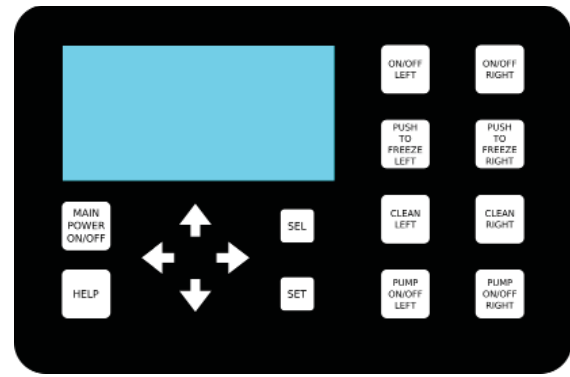 ON/OFF
LEFT
ON/OFF
RIGHT
PUSH
TO
FREEZE
LEFT
PUSH
TO
FREEZE
RIGHT
MAIN
POWER
ON/OFF
SEL
CLEAN
LEFT
CLEAN
RIGHT
HELP
SET
PUMP
ON/OFF
LEFT
PUMP
ON/OFF
RIGHT